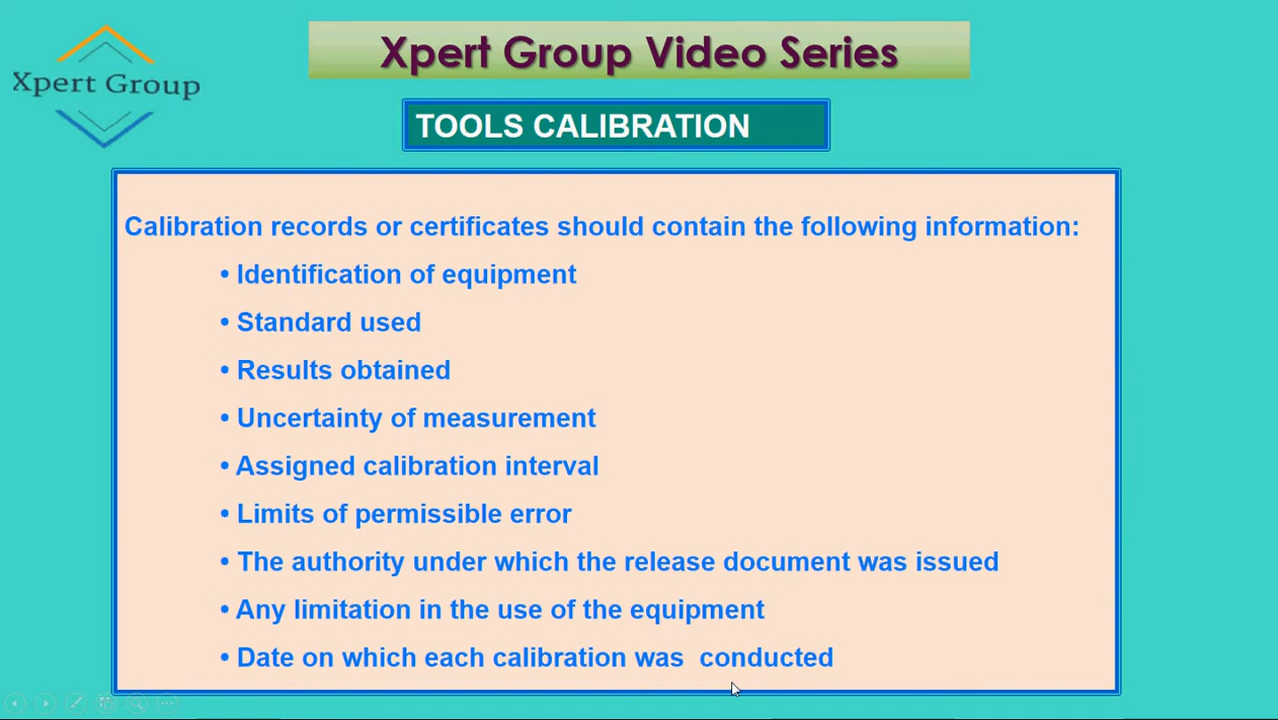 Xpert Group Video Series
Xpert Group
TOOLS CALIBRATION
Calibration records or certificates should contain the following information:
• Identification of equipment
• Standard used
• Results obtained
• Uncertainty of measurement
• Assigned calibration interval
• Limits of permissible error
• The authority under which the release document was issued
• Any limitation in the use of the equipment
• Date on which each calibration was  conducted